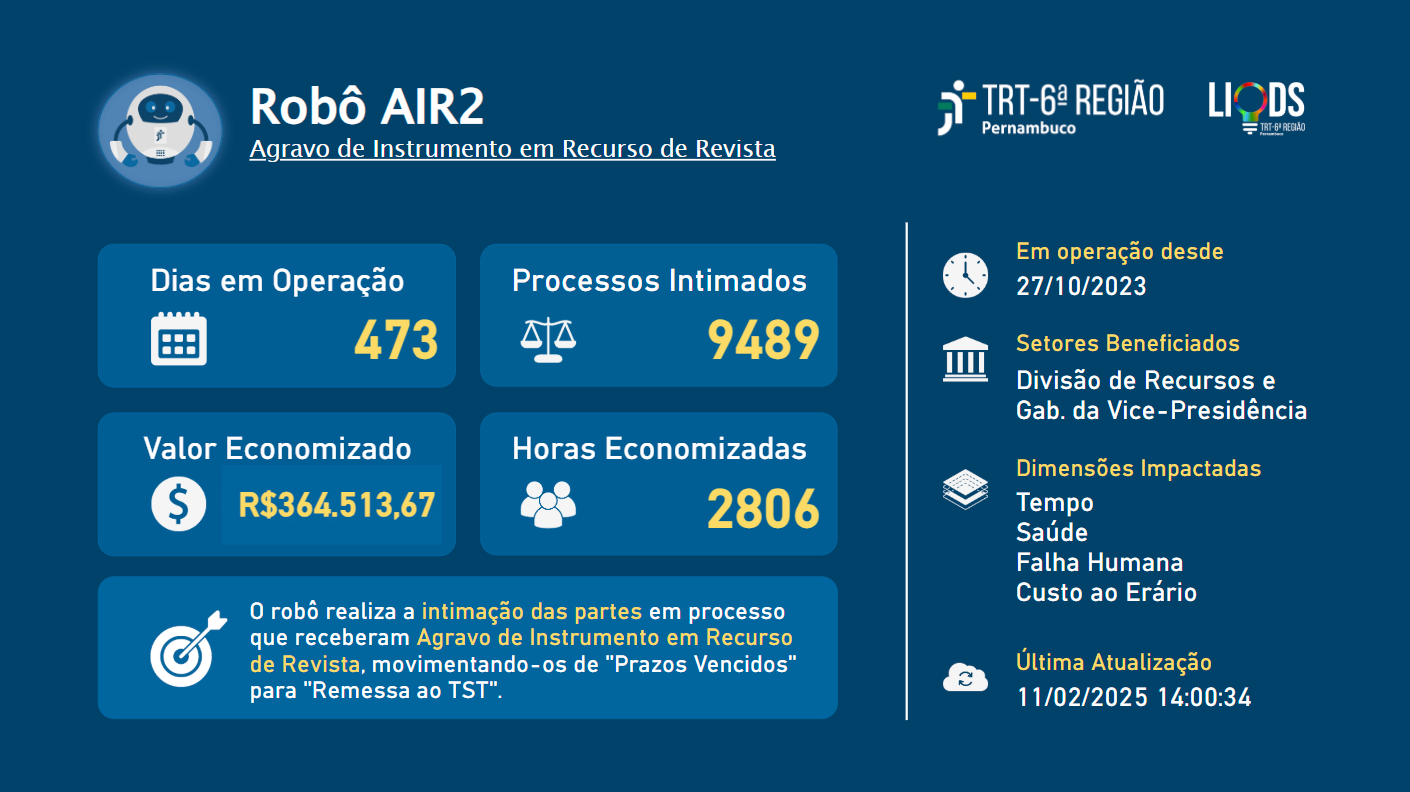 Robô AIR2
Agravo de Instrumento em Recurso de Revista
TRT-6ª REGIÃO
Pernambuco
LIODS
TRT-6ª REGIÃO
Pernambuco
Dias em Operação
473
Processos Intimados
9489
Valor Economizado
R$364.513,67
Horas Economizadas
2806
O robô realiza a intimação das partes em processo
que receberam Agravo de Instrumento em Recurso
de Revista, movimentando-os de "Prazos Vencidos"
para "Remessa ao TST".
Em operação desde
27/10/2023
Setores Beneficiados
Divisão de Recursos e
Gab. da Vice-Presidência
Dimensões Impactadas
Tempo
Saúde
Falha Humana
Custo ao Erário
Última Atualização
11/02/2025 14:00:34